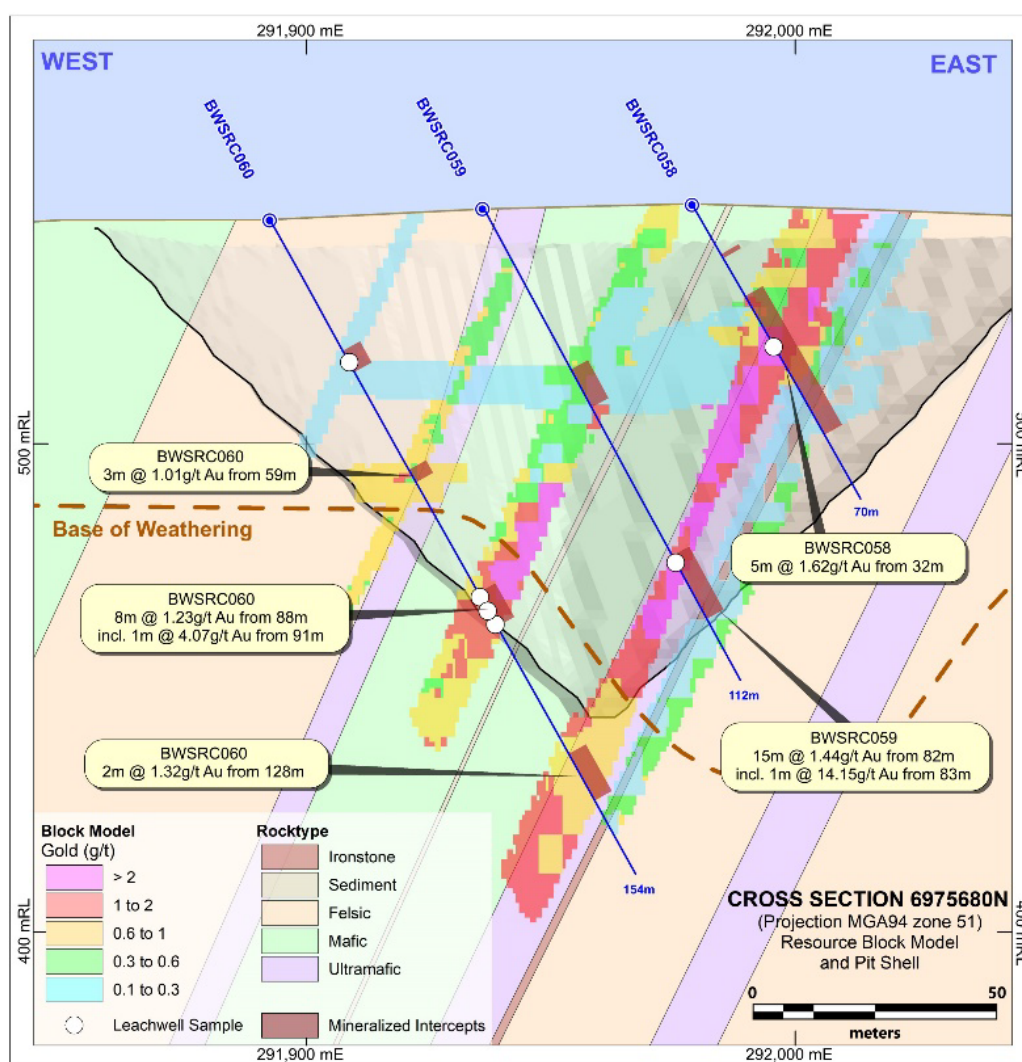 291,900 mE
292,000 mE
WEST
EAST
BWSRC060
BWSRC059
BWSRC058
500 mRL
500 mRL
BWSRC060
3m @ 1.01g/t Au from 59m
Base of Weathering
70m
BWSRC058
5m @ 1.62g/t Au from 32m
BWSRC060
8m @ 1.23g/t Au from 88m
incl. 1m @ 4.07g/t Au from 91m
112m
BWSRC059
15m @ 1.44g/t Au from 82m
incl. 1m @ 14.15g/t Au from 83m
BWSRC060
2m @ 1.32g/t Au from 128m
154m
Block Model
Gold (g/t)
> 2
1 to 2
0.6 to 1
0.3 to 0.6
0.1 to 0.3
Leachwell Sample
Rocktype
Ironstone
Sediment
Felsic
Mafic
Ultramafic
Mineralized Intercepts
400 mRL
400 mRL
CROSS SECTION 6975680N
(Projection MGA94 zone 51)
Resource Block Model
and Pit Shell
0
50
meters
291,900 mE
292,000 mE